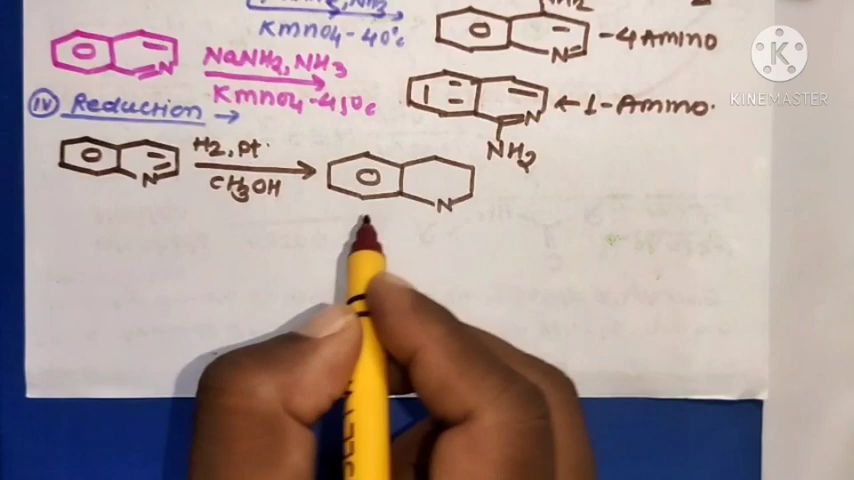 Kmno4-40°c
N
-4 Amino
NaNH2, NH3
N
Kmno4-45°c
N
←1-Amino.
NH2
(iv) Reduction →
H2, Pt.
N
CH3OH
N
K
KINEMASTER